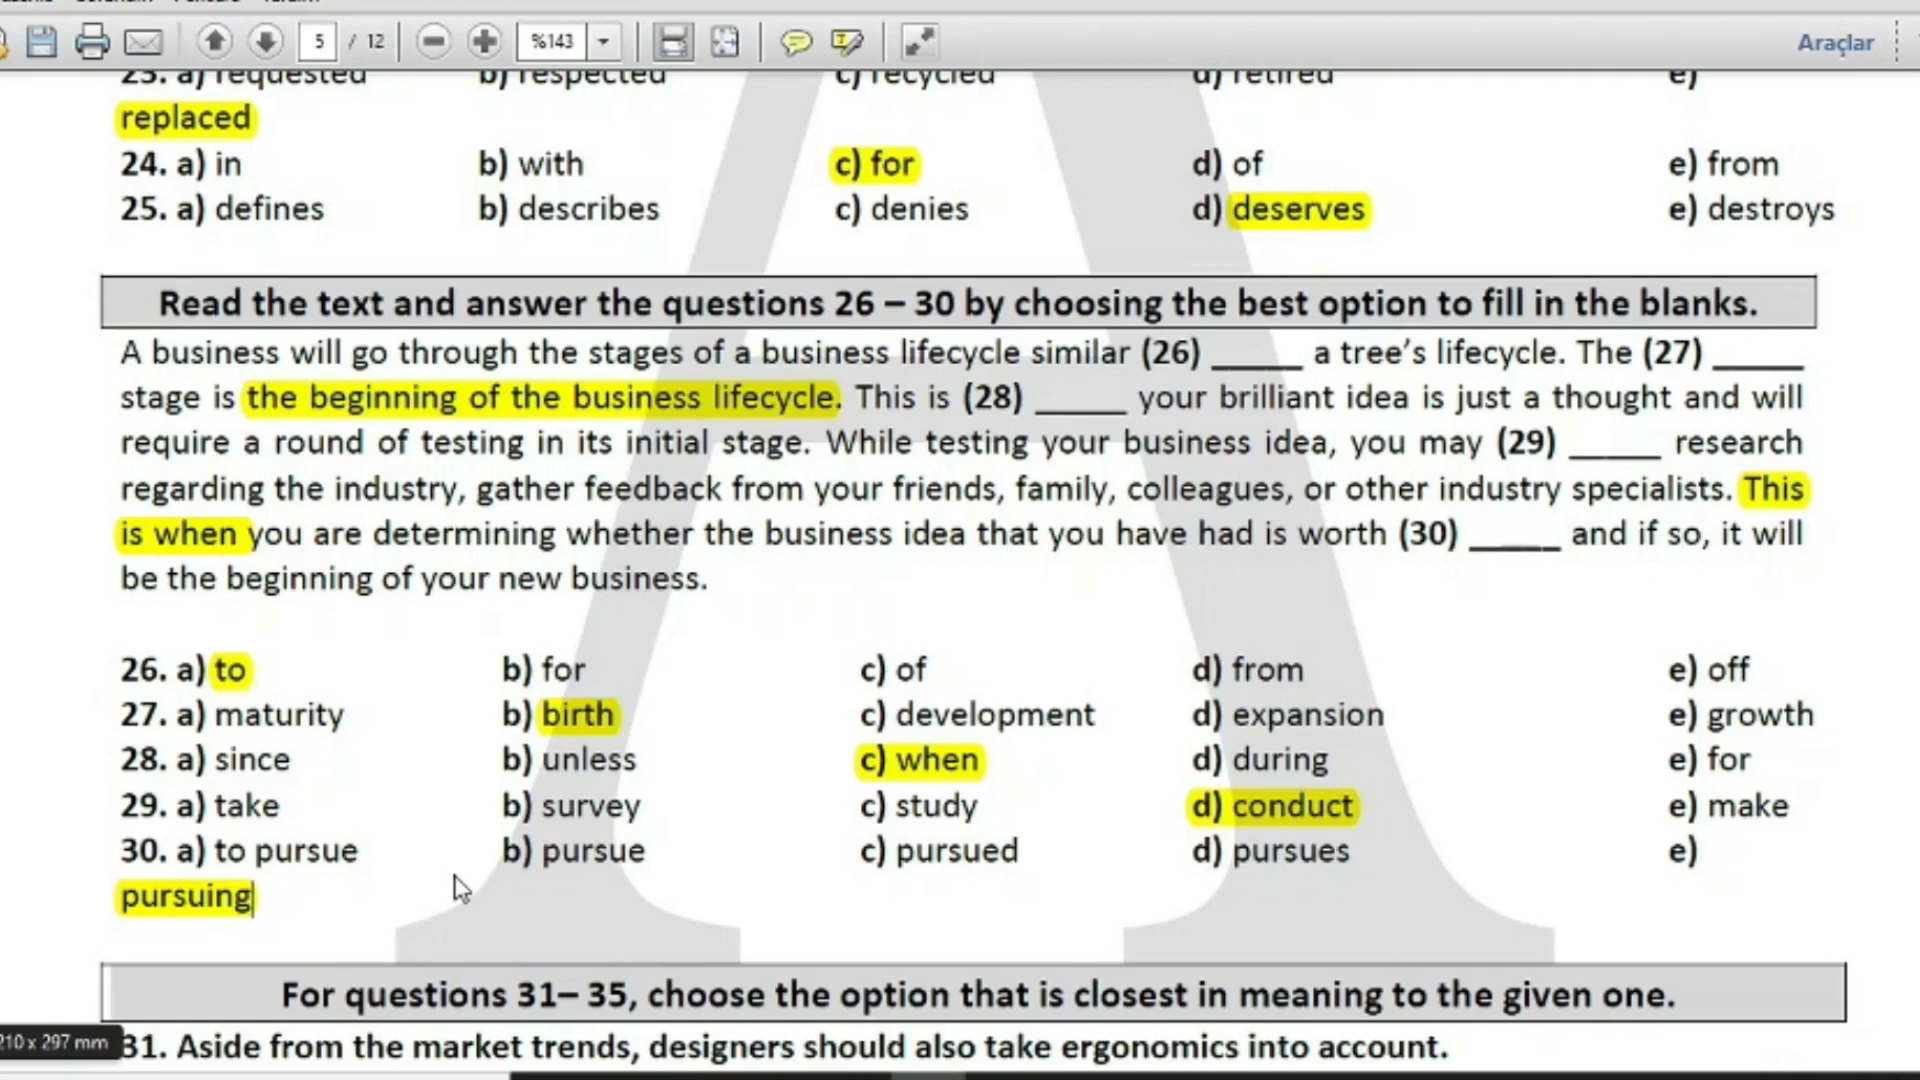 5 / 12 %143 Araçlar
23. a) requested b) respected c) recycled d) retired e)
replaced
24. a) in b) with c) for d) of e) from
25. a) defines b) describes c) denies d) deserves e) destroys
Read the text and answer the questions 26 – 30 by choosing the best option to fill in the blanks.
A business will go through the stages of a business lifecycle similar (26) _____ a tree's lifecycle. The (27) _____
stage is the beginning of the business lifecycle. This is (28) _____ your brilliant idea is just a thought and will
require a round of testing in its initial stage. While testing your business idea, you may (29) _____ research
regarding the industry, gather feedback from your friends, family, colleagues, or other industry specialists. This
is when you are determining whether the business idea that you have had is worth (30) _____ and if so, it will
be the beginning of your new business.
26. a) to b) for c) of d) from e) off
27. a) maturity b) birth c) development d) expansion e) growth
28. a) since b) unless c) when d) during e) for
29. a) take b) survey c) study d) conduct e) make
30. a) to pursue b) pursue c) pursued d) pursues e)
pursuing
For questions 31– 35, choose the option that is closest in meaning to the given one.
210 x 297 mm
31. Aside from the market trends, designers should also take ergonomics into account.